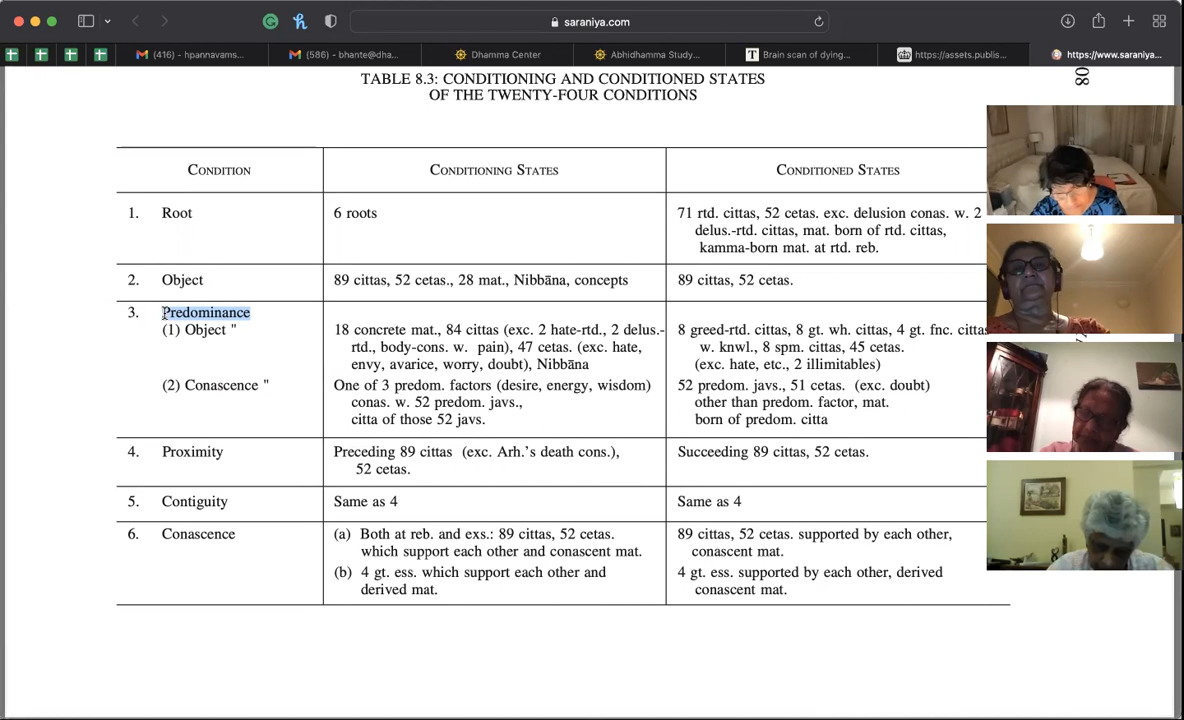 saraniya.com
(416) - hpannavams...
(586) - bhante@dha...
Dhamma Center
Abhidhamma Study...
Brain scan of dying...
https://assets.publis...
https://www.saraniya...
TABLE 8.3: CONDITIONING AND CONDITIONED STATES
OF THE TWENTY-FOUR CONDITIONS
08
CONDITION CONDITIONING STATES CONDITIONED STATES
1. Root 6 roots 71 rtd. cittas, 52 cetas. exc. delusion conas. w. 2
delus.-rtd. cittas, mat. born of rtd. cittas,
kamma-born mat. at rtd. reb.
2. Object 89 cittas, 52 cetas., 28 mat., Nibbāna, concepts 89 cittas, 52 cetas.
3. Predominance
(1) Object " 18 concrete mat., 84 cittas (exc. 2 hate-rtd., 2 delus.- 8 greed-rtd. cittas, 8 gt. wh. cittas, 4 gt. fnc. cittas
rtd., body-cons. w. pain), 47 cetas. (exc. hate, w. knwl., 8 spm. cittas, 45 cetas.
envy, avarice, worry, doubt), Nibbāna (exc. hate, etc., 2 illimitables)
(2) Conascence " One of 3 predom. factors (desire, energy, wisdom) 52 predom. javs., 51 cetas. (exc. doubt)
conas. w. 52 predom. javs., other than predom. factor, mat.
citta of those 52 javs. born of predom. citta
4. Proximity Preceding 89 cittas (exc. Arh.'s death cons.), Succeeding 89 cittas, 52 cetas.
52 cetas.
5. Contiguity Same as 4 Same as 4
6. Conascence (a) Both at reb. and exs.: 89 cittas, 52 cetas. 89 cittas, 52 cetas. supported by each other,
which support each other and conascent mat. conascent mat.
(b) 4 gt. ess. which support each other and 4 gt. ess. supported by each other, derived
derived mat. conascent mat.